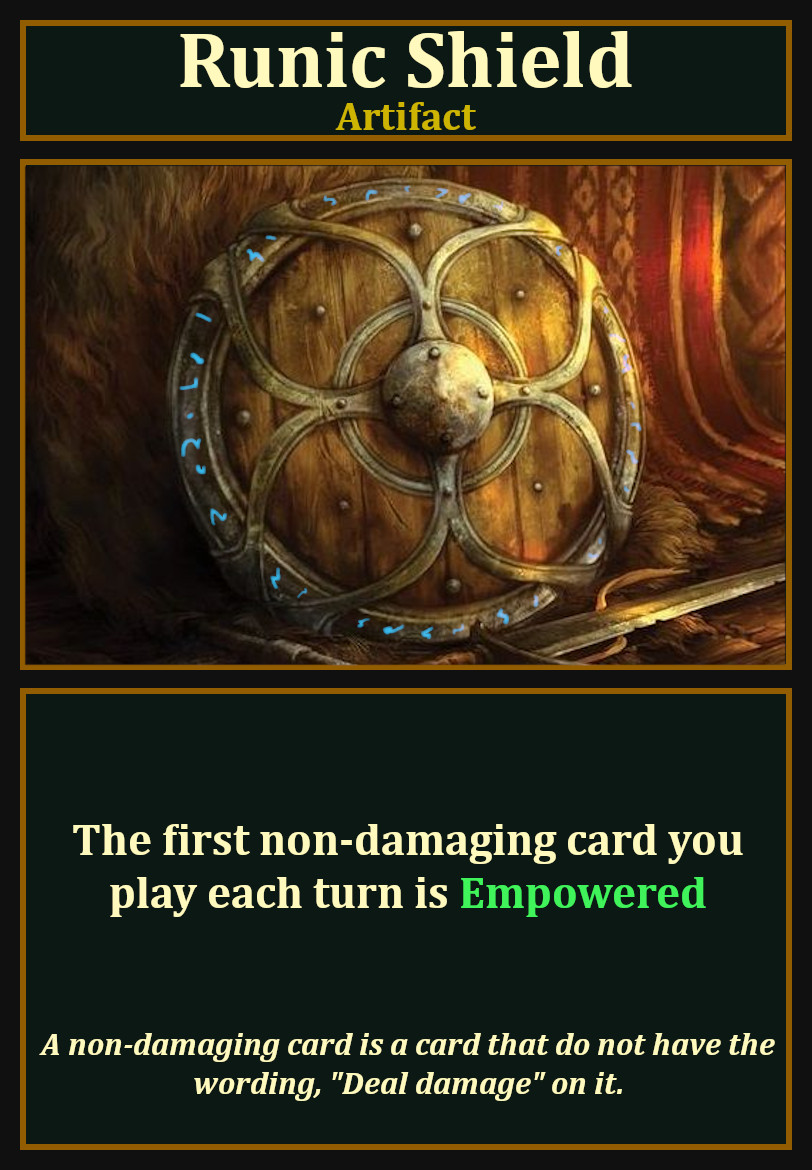 Runic Shield
Artifact
The first non-damaging card you
play each turn is Empowered
A non-damaging card is a card that do not have the
wording, "Deal damage" on it.